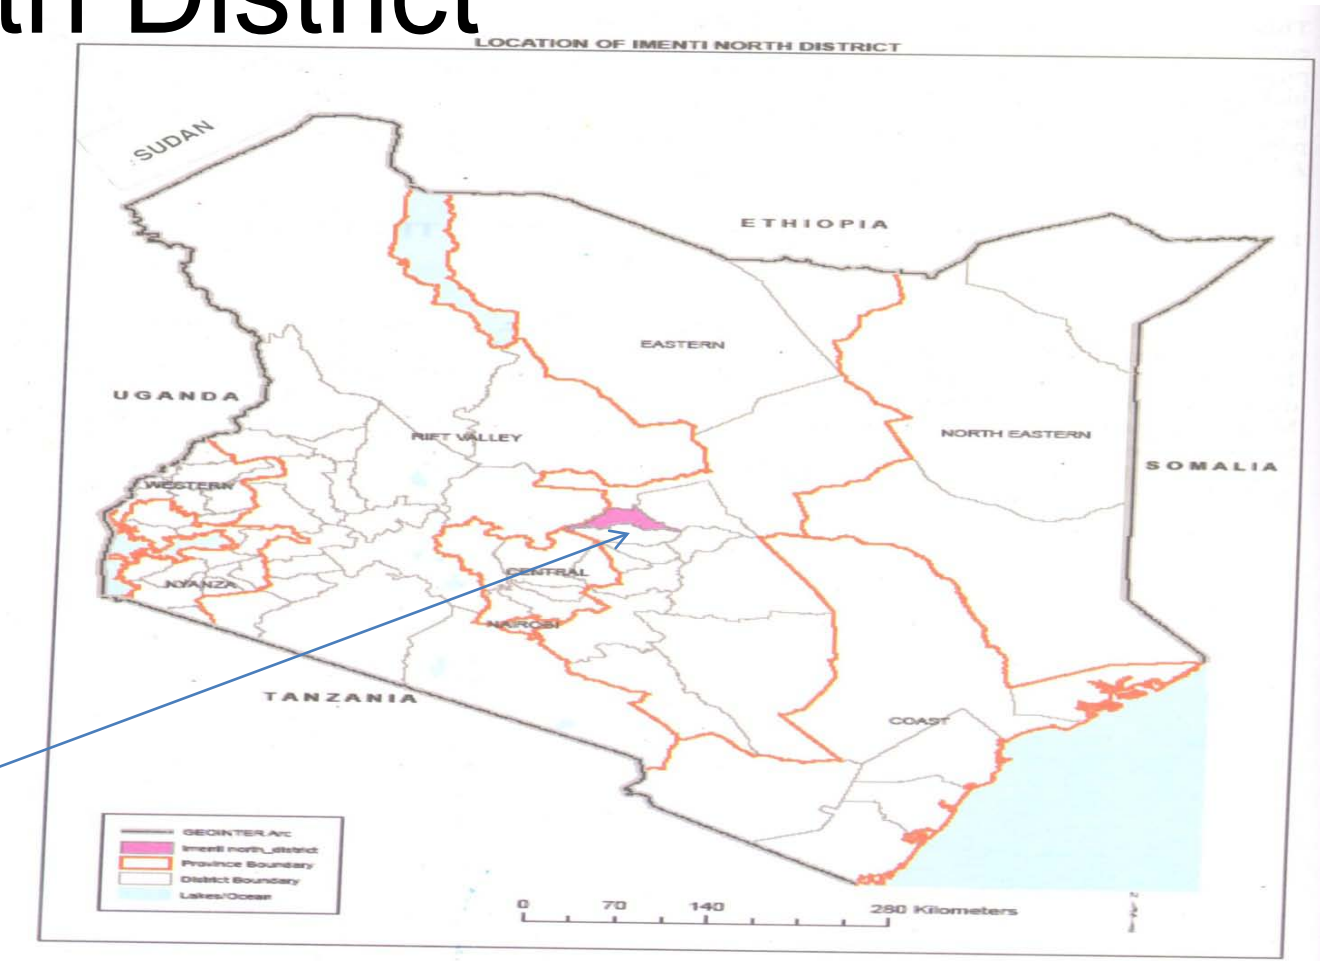 th District
LOCATION OF IMENTI NORTH DISTRICT
SUDAN
ETHIOPIA
EASTERN
UGANDA
RIFT VALLEY
NORTH EASTERN
SOMALIA
WESTERN
CENTRAL
NYANZA
NAIROBI
TANZANIA
COAST
GEOINTER.Arc
Imenti north_district
Province Boundary
District Boundary
Lakes/Ocean
0 70 140 280 Kilometers
N